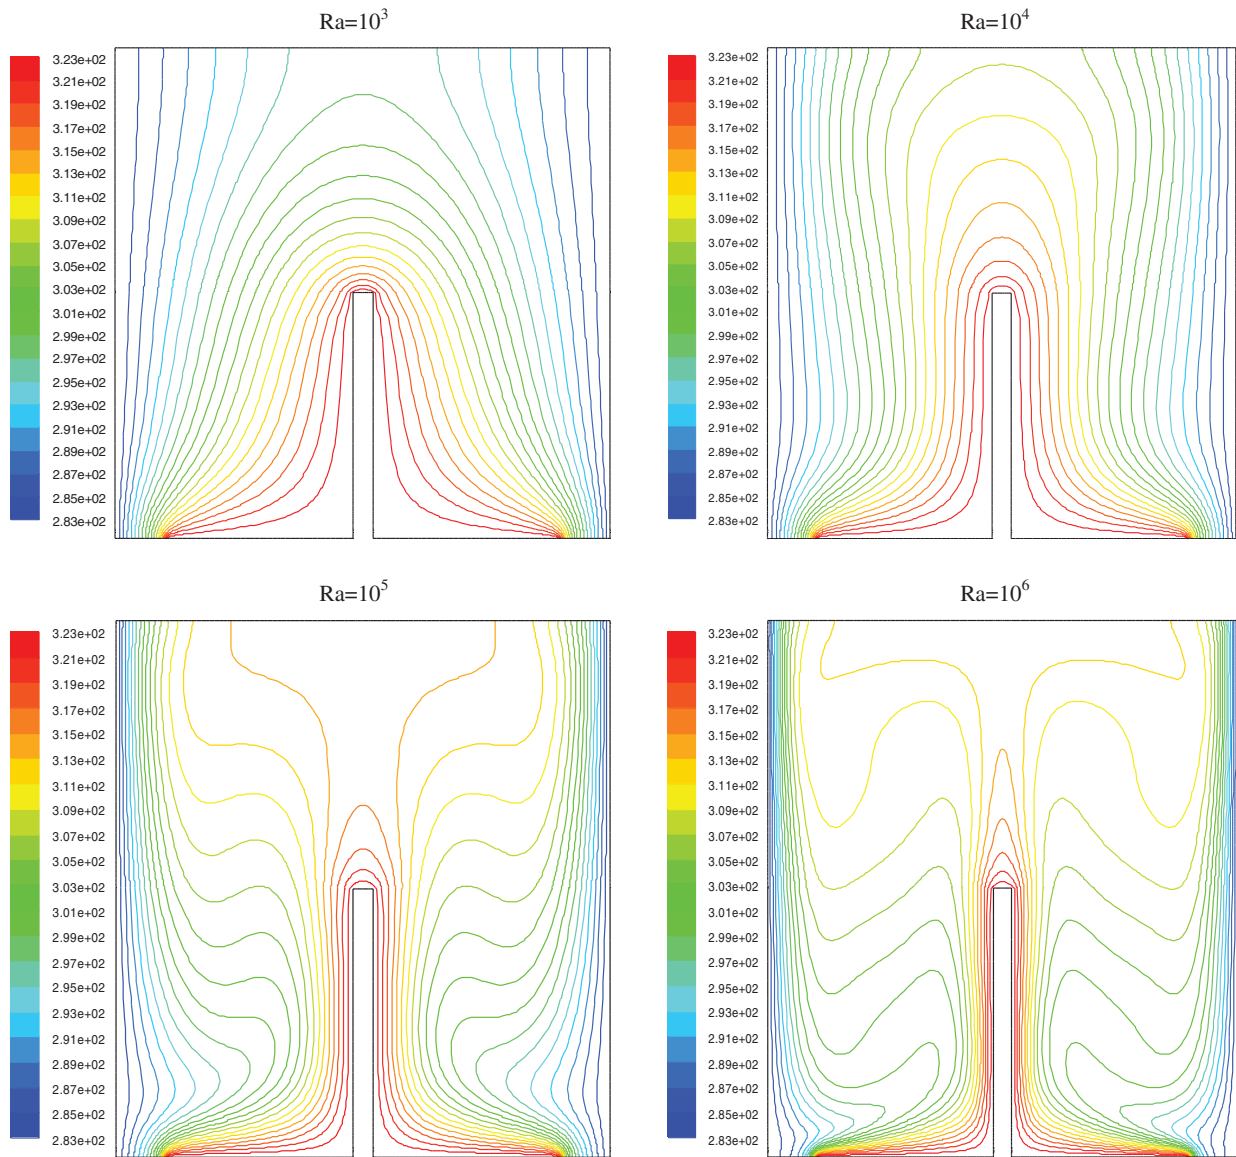 Ra=10³
3.23e+02
3.21e+02
3.19e+02
3.17e+02
3.15e+02
3.13e+02
3.11e+02
3.09e+02
3.07e+02
3.05e+02
3.03e+02
3.01e+02
2.99e+02
2.97e+02
2.95e+02
2.93e+02
2.91e+02
2.89e+02
2.87e+02
2.85e+02
2.83e+02
Ra=10⁴
3.23e+02
3.21e+02
3.19e+02
3.17e+02
3.15e+02
3.13e+02
3.11e+02
3.09e+02
3.07e+02
3.05e+02
3.03e+02
3.01e+02
2.99e+02
2.97e+02
2.95e+02
2.93e+02
2.91e+02
2.89e+02
2.87e+02
2.85e+02
2.83e+02
Ra=10⁵
3.23e+02
3.21e+02
3.19e+02
3.17e+02
3.15e+02
3.13e+02
3.11e+02
3.09e+02
3.07e+02
3.05e+02
3.03e+02
3.01e+02
2.99e+02
2.97e+02
2.95e+02
2.93e+02
2.91e+02
2.89e+02
2.87e+02
2.85e+02
2.83e+02
Ra=10⁶
3.23e+02
3.21e+02
3.19e+02
3.17e+02
3.15e+02
3.13e+02
3.11e+02
3.09e+02
3.07e+02
3.05e+02
3.03e+02
3.01e+02
2.99e+02
2.97e+02
2.95e+02
2.93e+02
2.91e+02
2.89e+02
2.87e+02
2.85e+02
2.83e+02